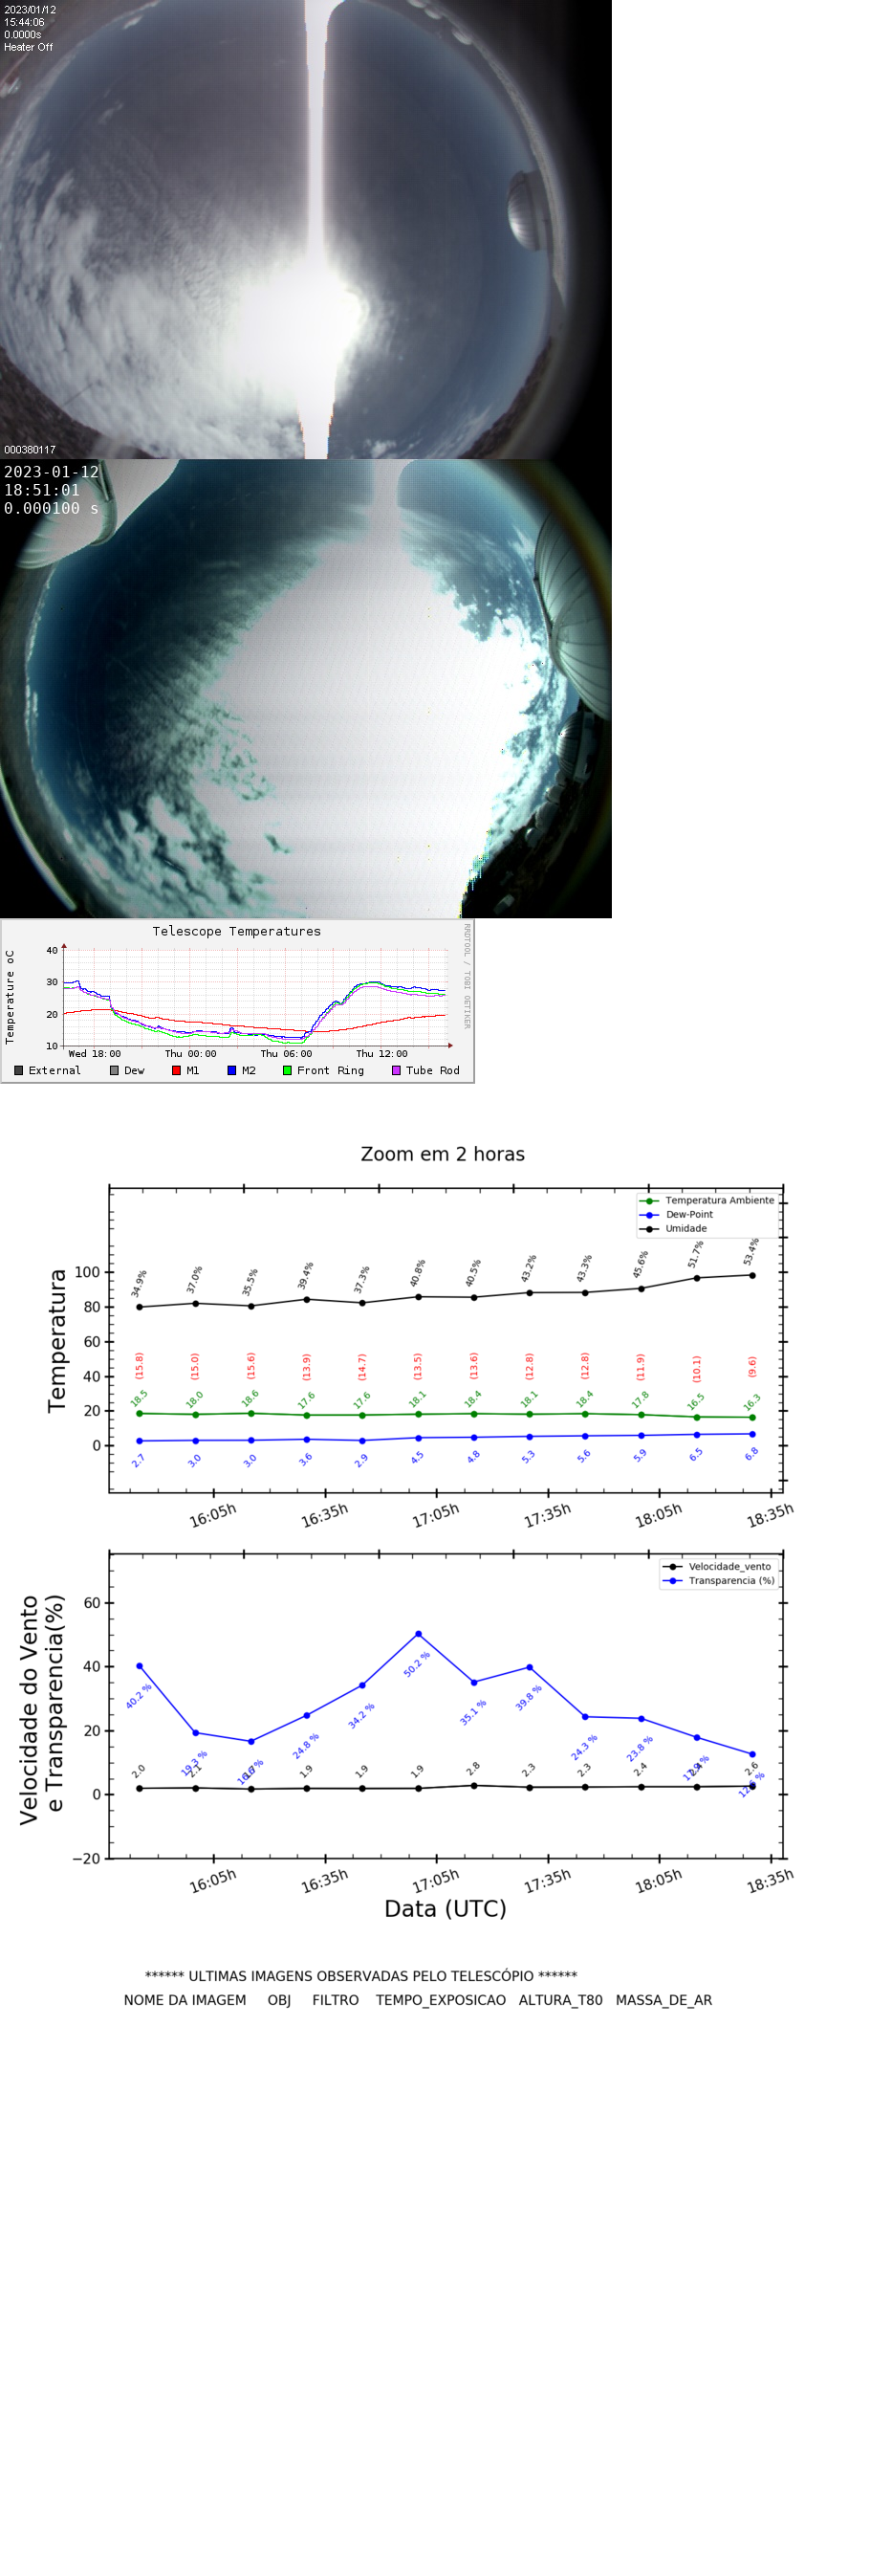 2023/01/12
15:44:06
0.0000s
Heater Off
000380117
2023-01-12
18:51:01
0.000100 s
Telescope Temperatures
RRDTOOL / TOBI OETIKER
Temperature oC
40
30
20
10
Wed 18:00 Thu 00:00 Thu 06:00 Thu 12:00
External Dew M1 M2 Front Ring Tube Rod
Zoom em 2 horas
Temperatura Ambiente
Dew-Point
Umidade
Temperatura
100
80
60
40
20
0
34.9% 37.0% 35.5% 39.4% 37.3% 40.8% 40.5% 43.2% 43.3% 45.6% 51.7% 53.4%
(15.8) (15.0) (15.6) (13.9) (14.7) (13.5) (13.6) (12.8) (12.8) (11.9) (10.1) (9.6)
18.5 18.0 18.6 17.6 17.6 18.1 18.4 18.1 18.4 17.8 16.5 16.3
2.7 3.0 3.0 3.6 2.9 4.5 4.8 5.3 5.6 5.9 6.5 6.8
16:05h 16:35h 17:05h 17:35h 18:05h 18:35h
Velocidade_vento
Transparencia (%)
Velocidade do Vento
e Transparencia(%)
60
40
20
0
−20
40.2 % 19.3 % 24.8 % 34.2 % 50.2 % 35.1 % 39.8 % 24.3 % 23.8 %
2.0 2.1 1.9 1.9 1.9 2.8 2.3 2.3 2.4 2.4 2.6
16:05h 16:35h 17:05h 17:35h 18:05h 18:35h
Data (UTC)
****** ULTIMAS IMAGENS OBSERVADAS PELO TELESCÓPIO ******
NOME DA IMAGEM OBJ FILTRO TEMPO_EXPOSICAO ALTURA_T80 MASSA_DE_AR